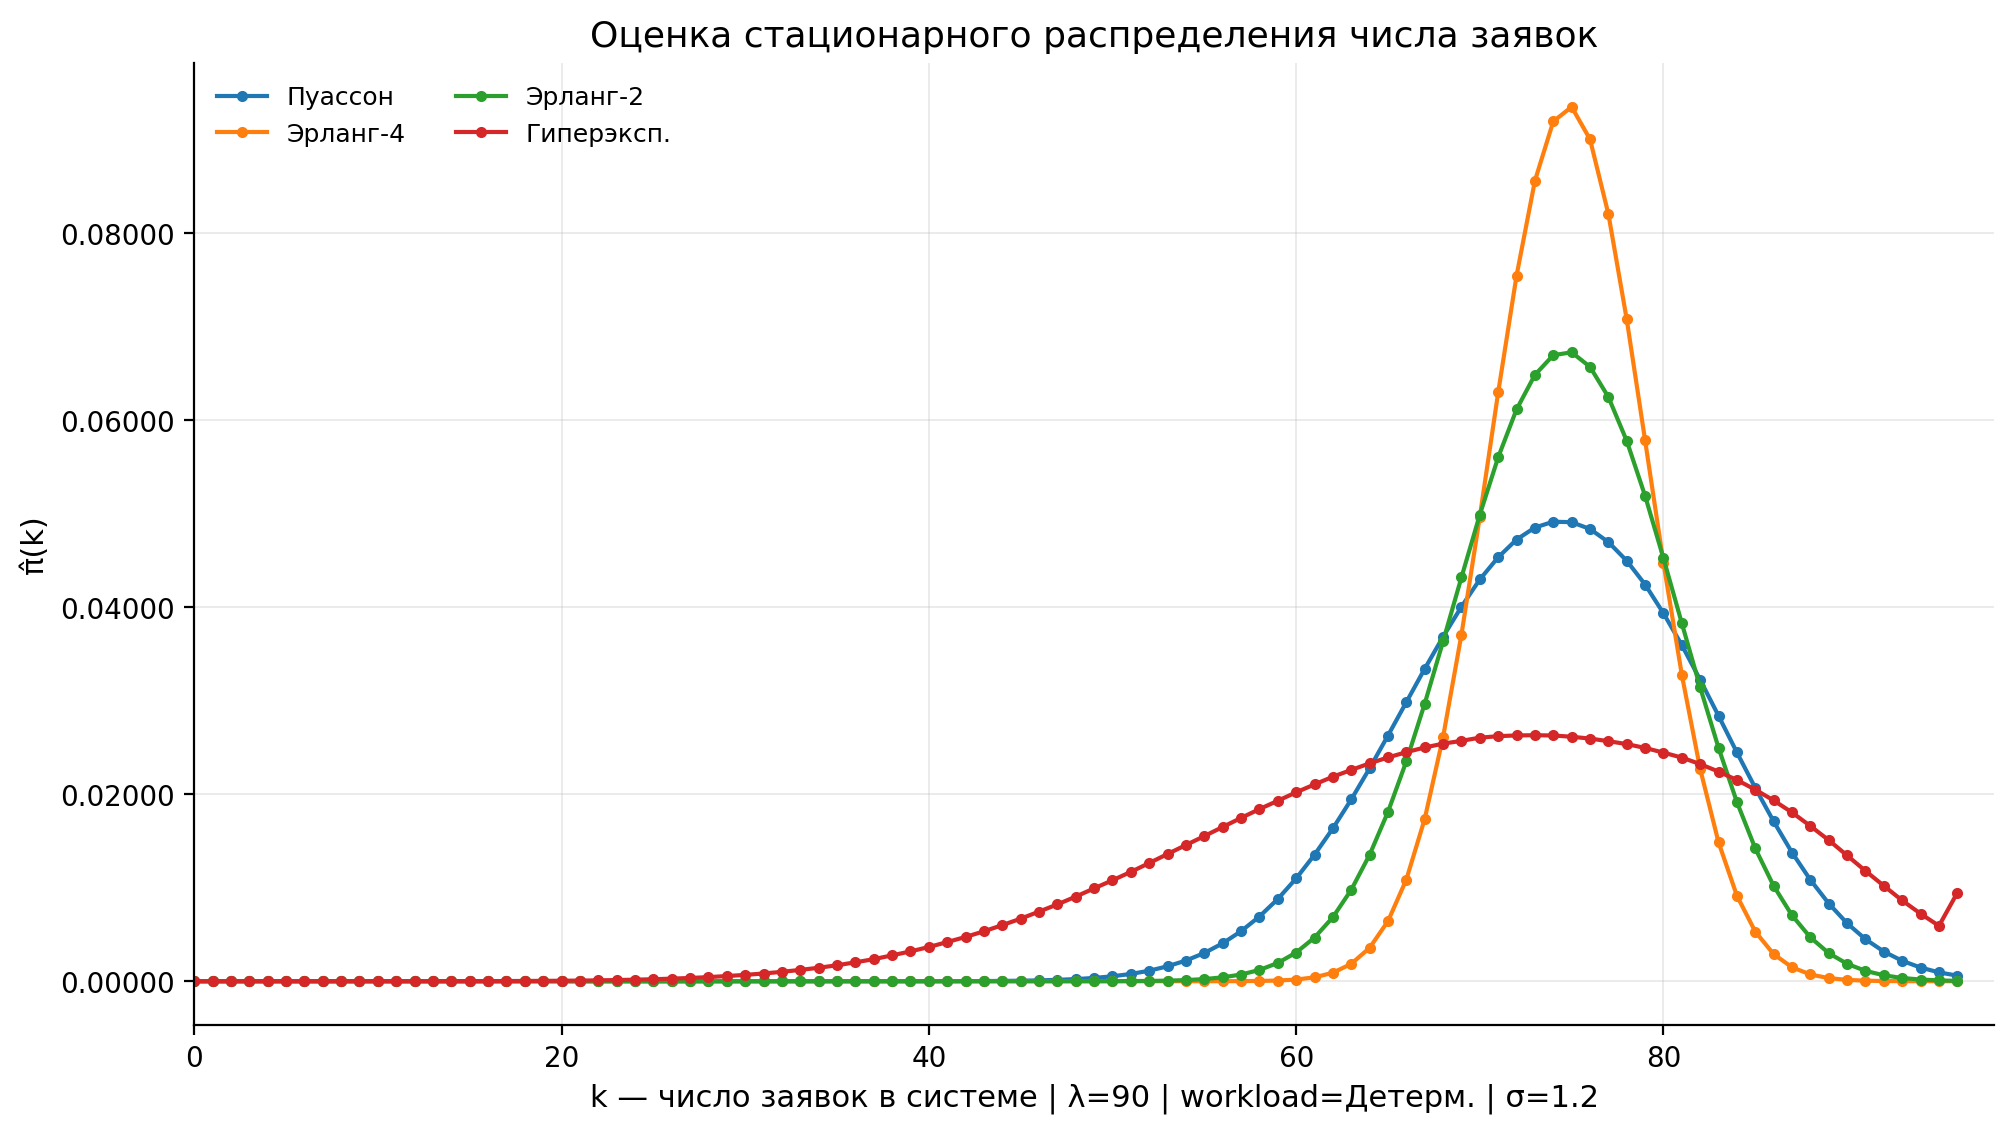 Оценка стационарного распределения числа заявок
Пуассон
Эрланг-4
Эрланг-2
Гиперэксп.
0.08000
0.06000
0.04000
0.02000
0.00000
π̂(k)
0 20 40 60 80
k — число заявок в системе | λ=90 | workload=Детерм. | σ=1.2